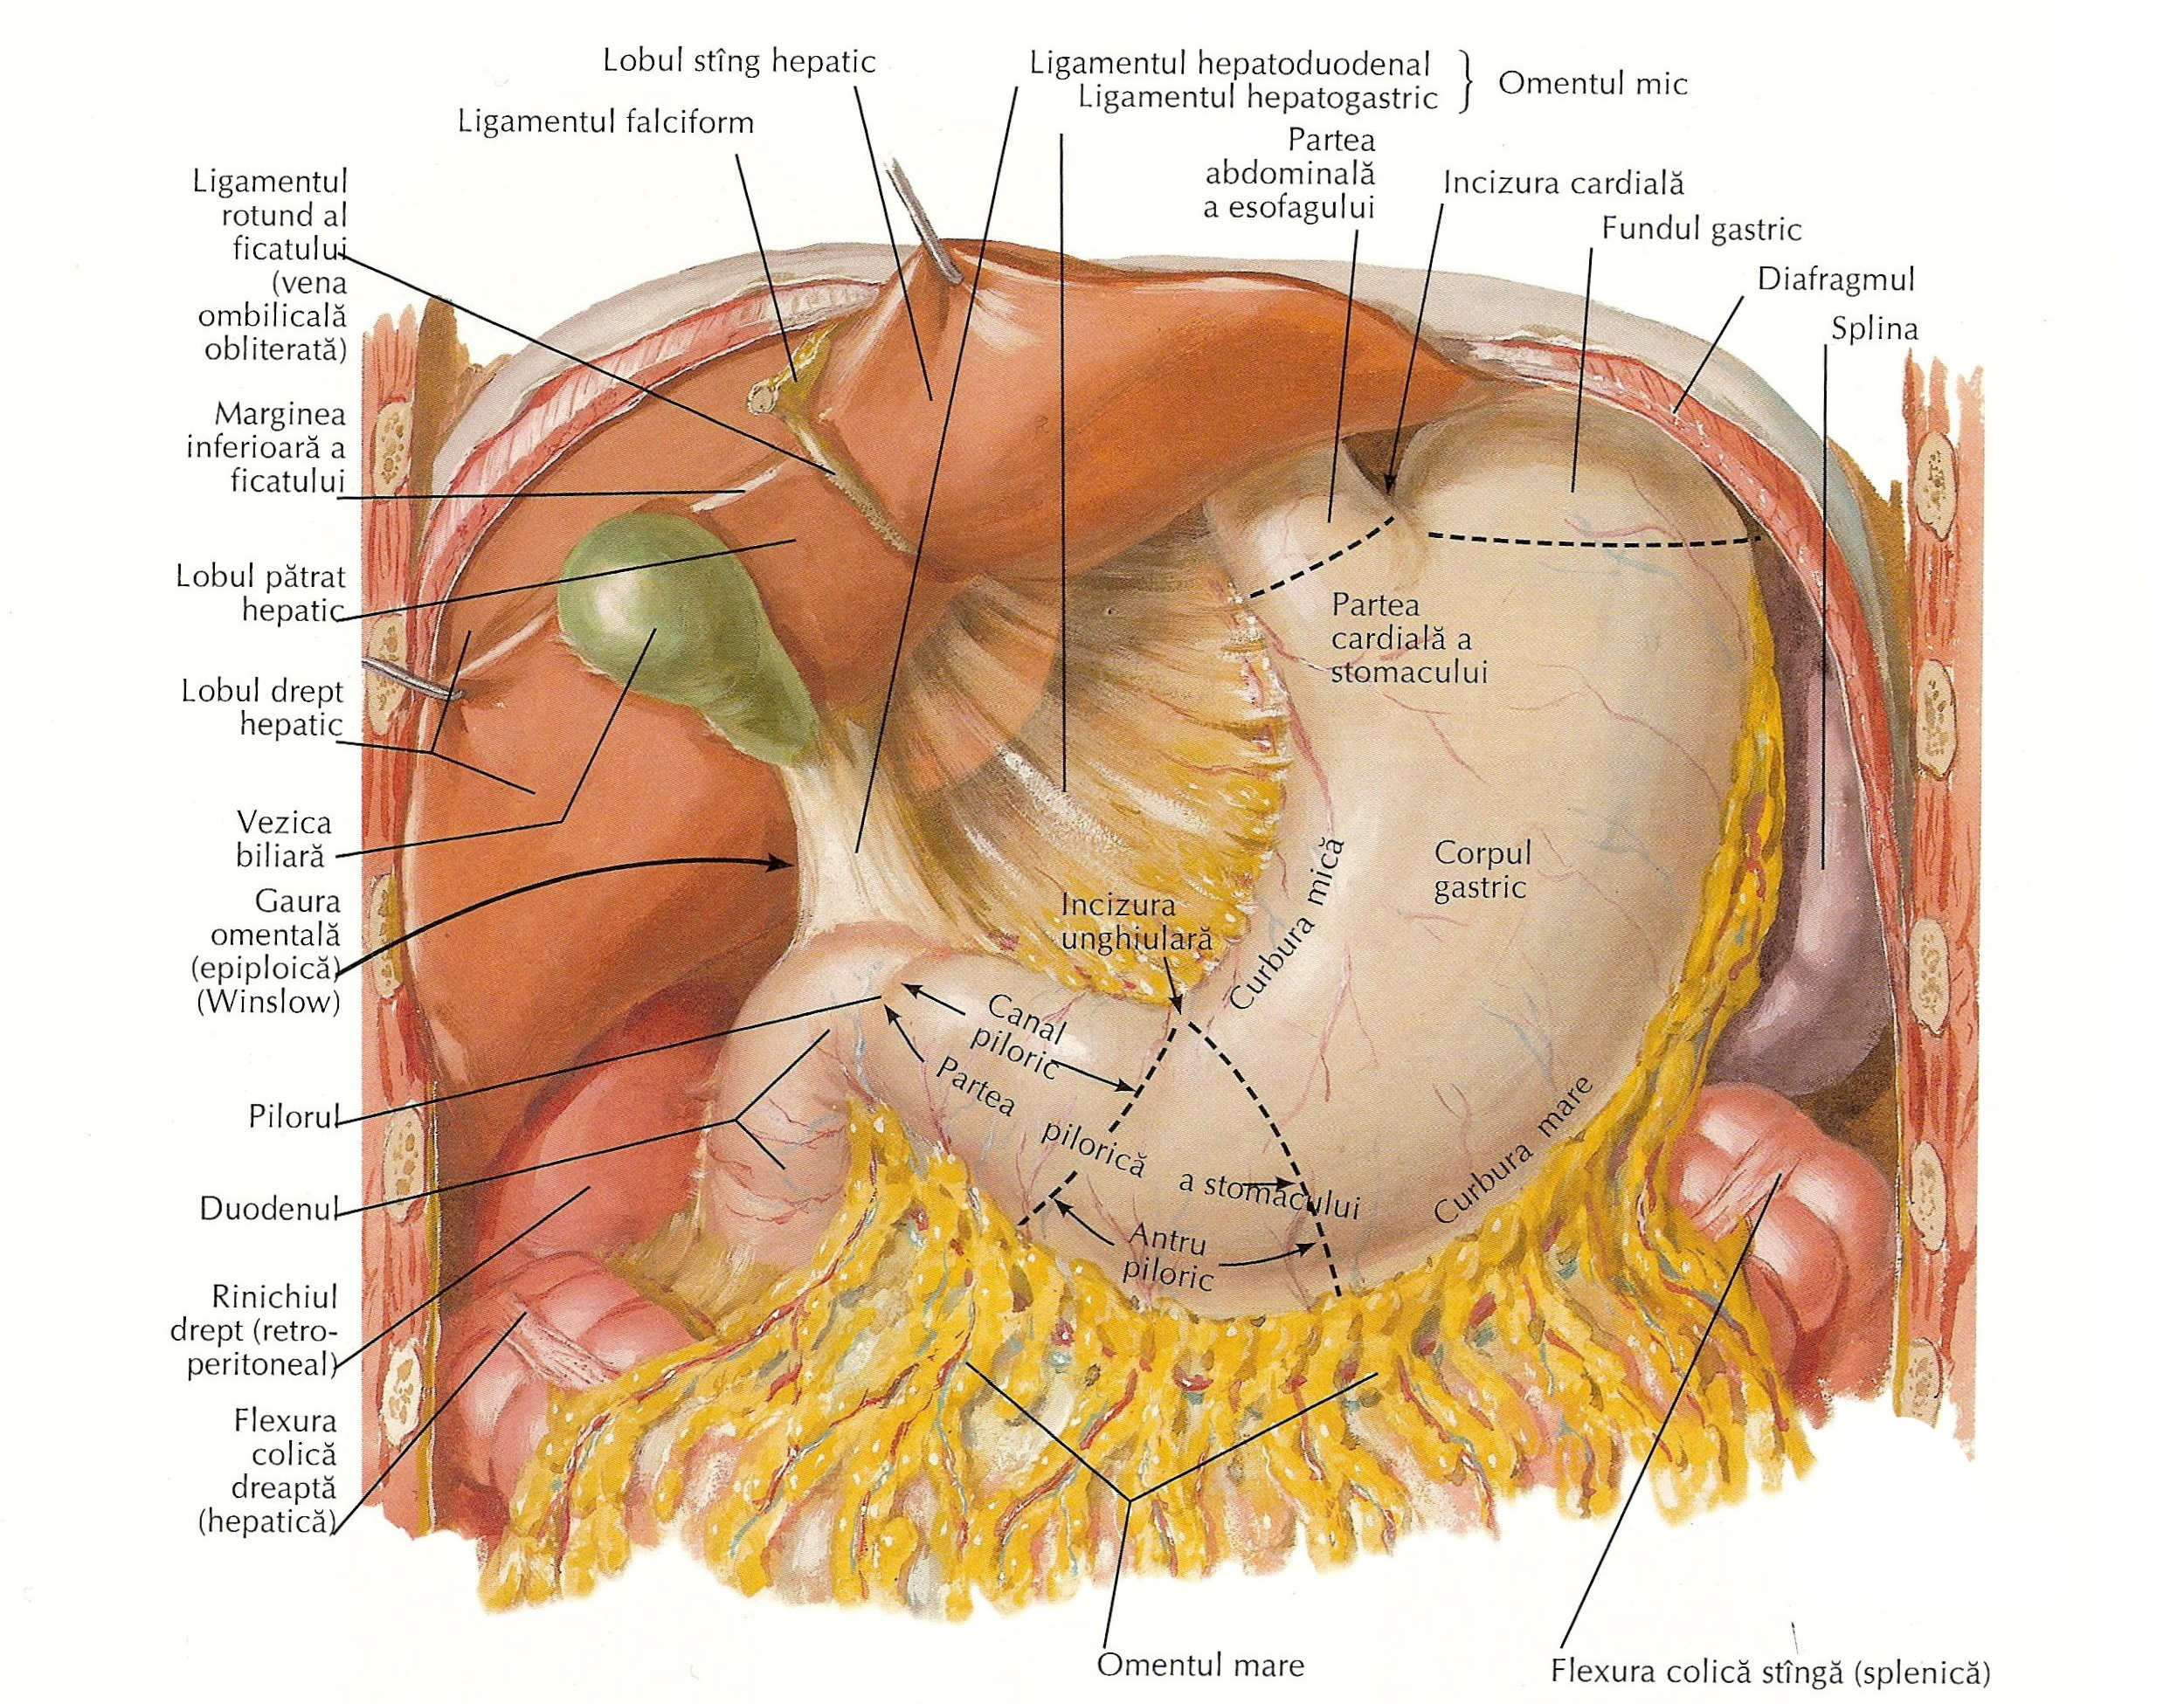 Lobul stîng hepatic
Ligamentul hepatoduodenal
Ligamentul hepatogastric
Omentul mic
Ligamentul falciform
Partea
abdominală
a esofagului
Incizura cardială
Fundul gastric
Diafragmul
Splina
Ligamentul
rotund al
ficatului
(vena
ombilicală
obliterată)
Marginea
inferioară a
ficatului
Lobul pătrat
hepatic
Lobul drept
hepatic
Vezica
biliară
Gaura
omentală
(epiploică)
(Winslow)
Pilorul
Duodenul
Rinichiul
drept (retro-
peritoneal)
Flexura
colică
dreaptă
(hepatică)
Partea
cardială a
stomacului
Corpul
gastric
Curbura mică
Incizura
unghiulară
Canal
piloric
Partea pilorică a stomacului
Antru
piloric
Curbura mare
Omentul mare
Flexura colică stîngă (splenică)